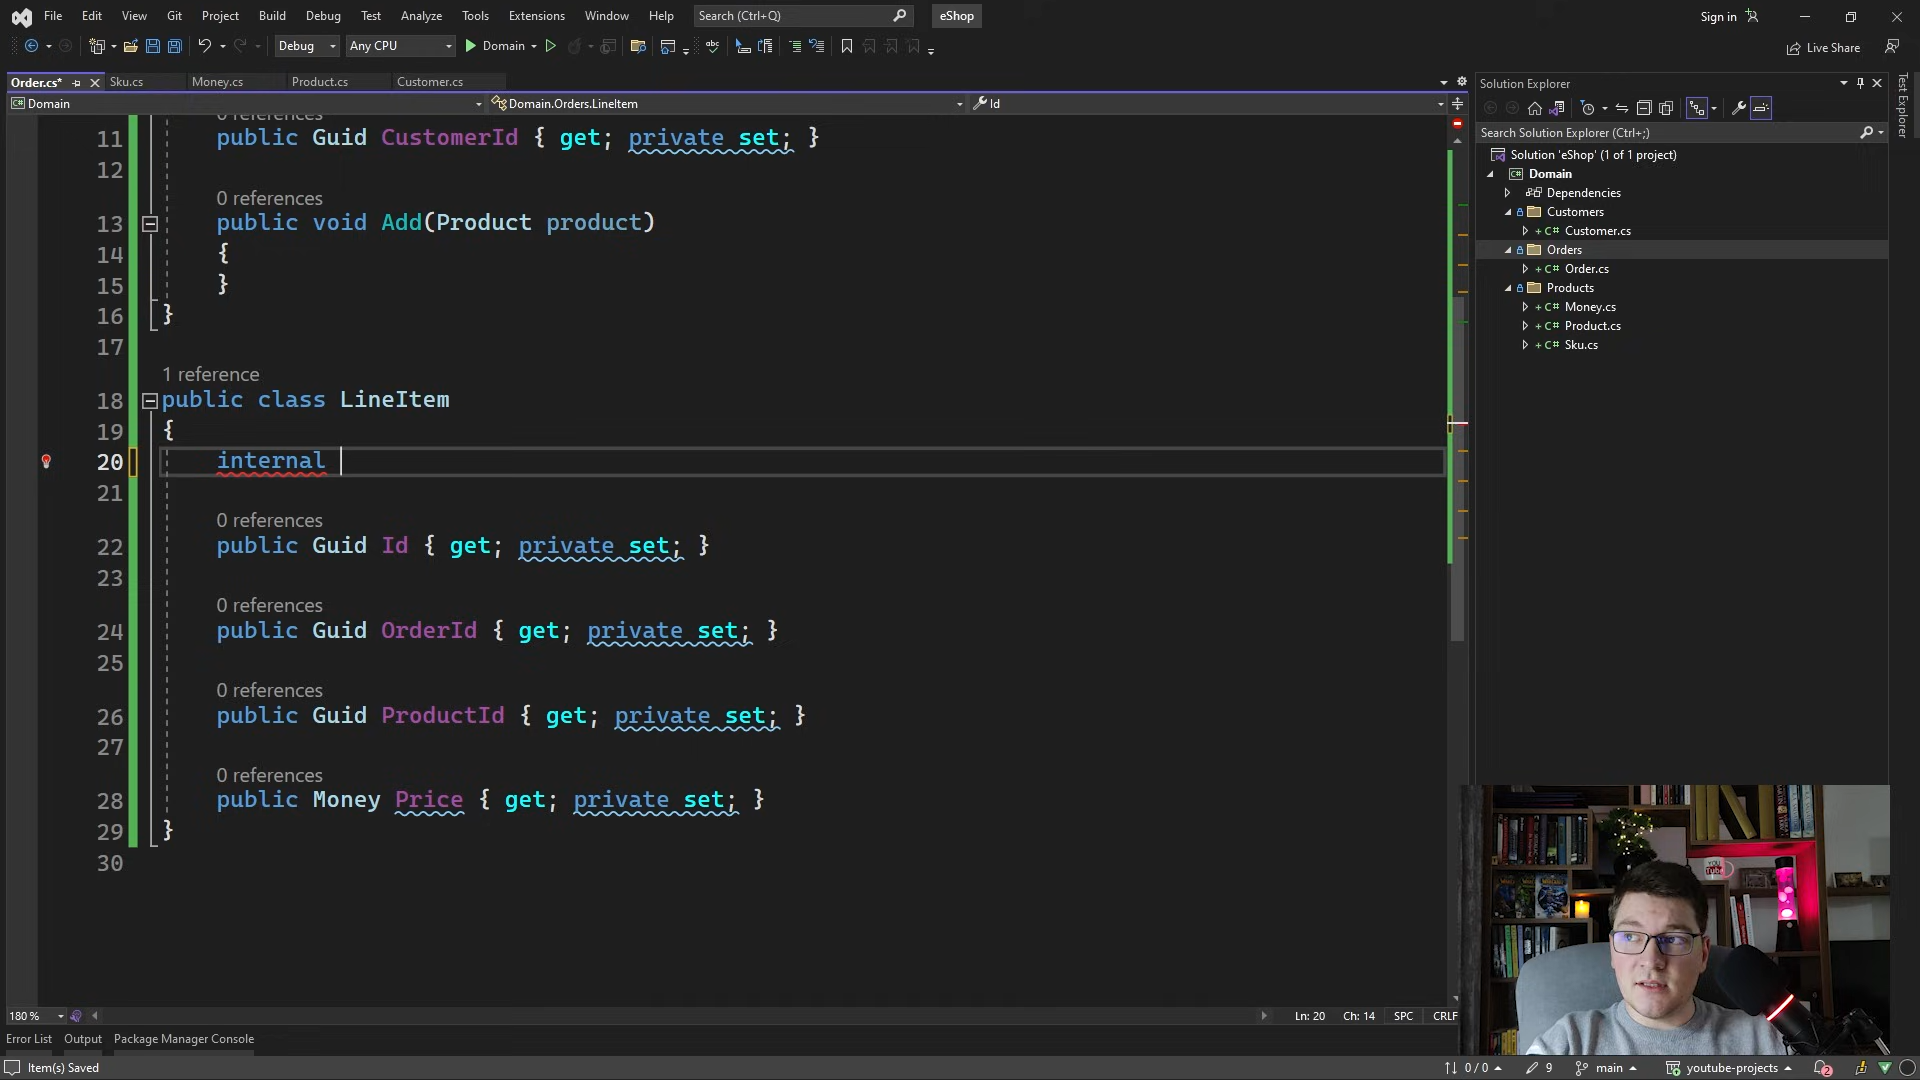 File Edit View Git Project Build Debug Test Analyze Tools Extensions Window Help Search (Ctrl+Q) eShop Sign in
Debug Any CPU Domain Live Share
Order.cs* Sku.cs Money.cs Product.cs Customer.cs
Domain Domain.Orders.LineItem Id
0 references
11 public Guid CustomerId { get; private set; }
12
0 references
13 public void Add(Product product)
14 {
15 }
16 }
17
1 reference
18 public class LineItem
19 {
20 internal
21
0 references
22 public Guid Id { get; private set; }
23
0 references
24 public Guid OrderId { get; private set; }
25
0 references
26 public Guid ProductId { get; private set; }
27
0 references
28 public Money Price { get; private set; }
29 }
30
180 % Ln: 20 Ch: 14 SPC CRLF
Error List Output Package Manager Console
Item(s) Saved 0 / 0 9 main youtube-projects 2
Solution Explorer
Search Solution Explorer (Ctrl+;)
Solution 'eShop' (1 of 1 project)
C# Domain
Dependencies
Customers
C# Customer.cs
Orders
C# Order.cs
Products
C# Money.cs
C# Product.cs
C# Sku.cs
Test Explorer
YOU
Tube